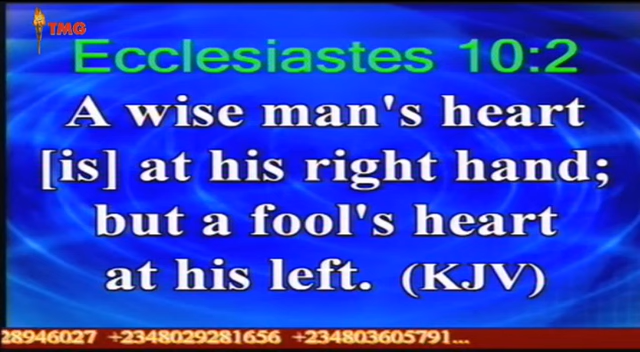 TMG
Ecclesiastes 10:2
A wise man's heart
[is] at his right hand;
but a fool's heart
at his left. (KJV)
28946027 +2348029281656 +234803605791...